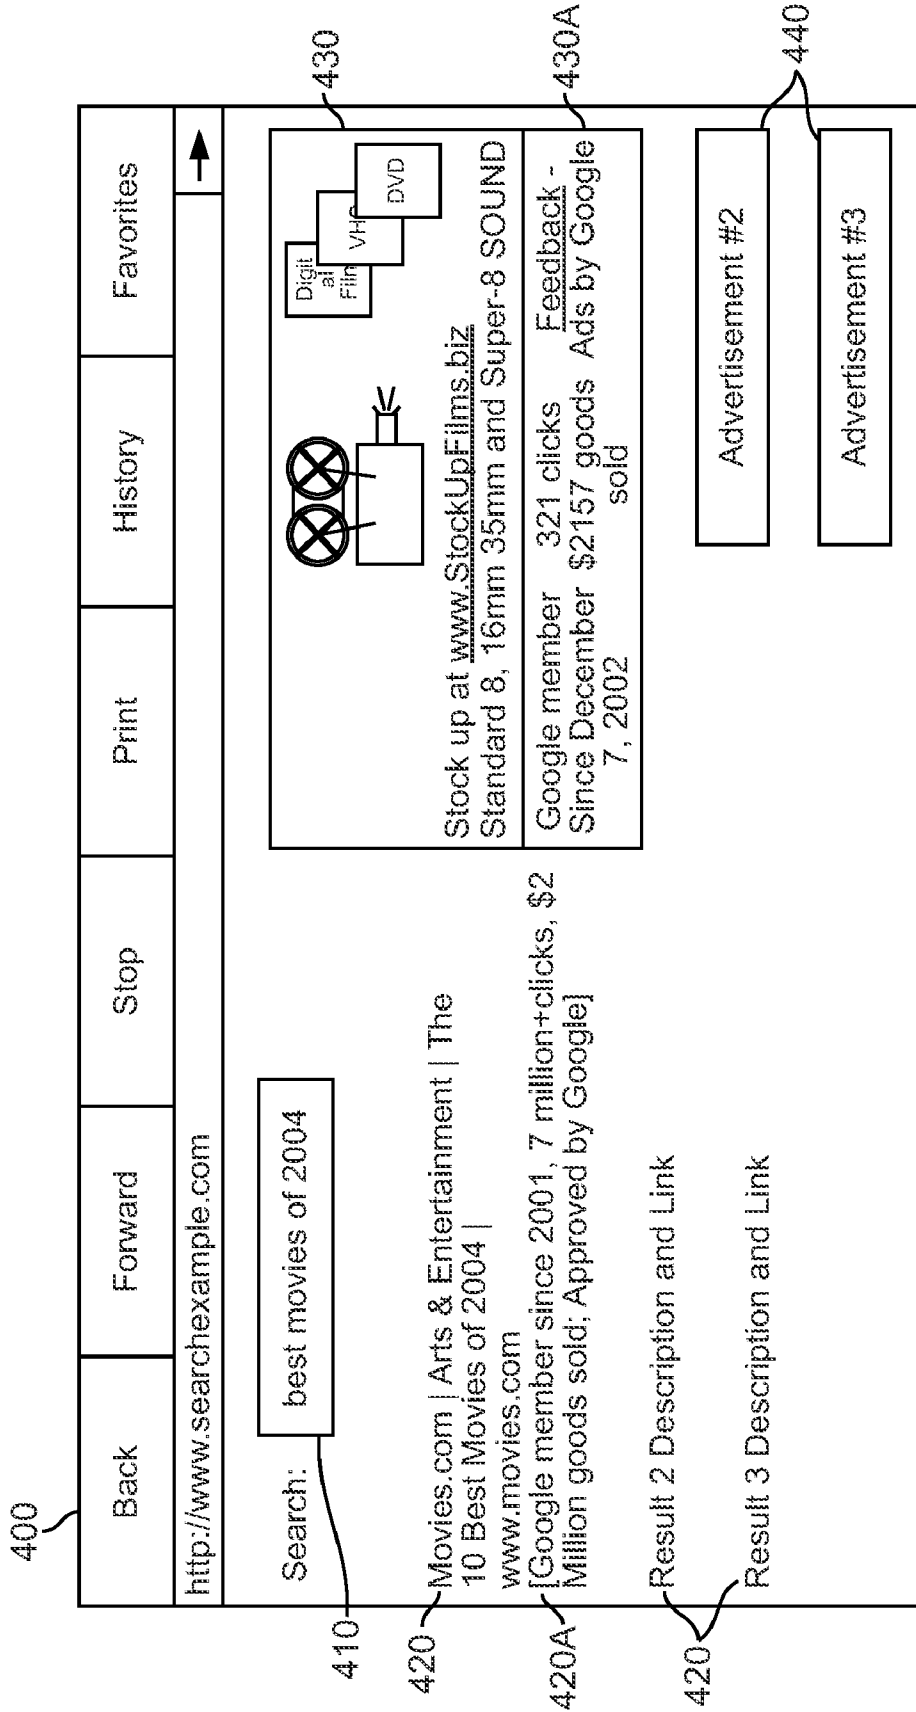 400
Back
Forward
Stop
Print
History
Favorites
http://www.searchexample.com
Search:
best movies of 2004
410
420
Movies.com | Arts & Entertainment | The
10 Best Movies of 2004 |
www.movies.com
420A
[Google member since 2001, 7 million+clicks, $2
Million goods sold; Approved by Google]
Result 2 Description and Link
Result 3 Description and Link
420
430
Digit
al
Film
VH
DVD
Stock up at www.StockUpFilms.biz
Standard 8, 16mm 35mm and Super-8 SOUND
430A
Google member
Since December
7, 2002
321 clicks
$2157 goods
sold
Feedback -
Ads by Google
Advertisement #2
Advertisement #3
440